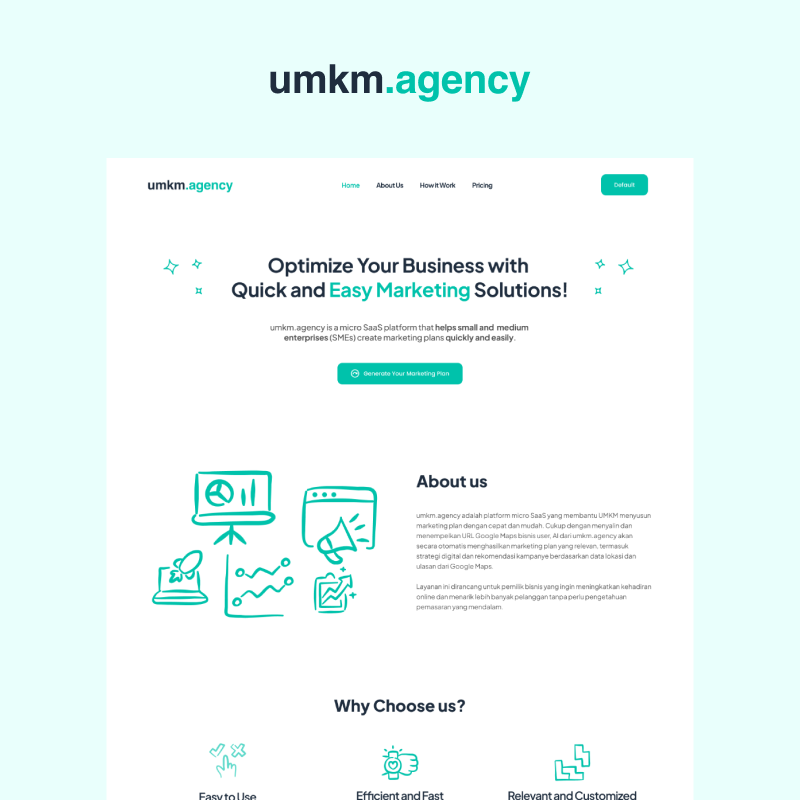 umkm.agency
umkm.agency
Home
About Us
How It Work
Pricing
Default
Optimize Your Business with
Quick and Easy Marketing Solutions!
umkm.agency is a micro SaaS platform that helps small and medium
enterprises (SMEs) create marketing plans quickly and easily.
Generate Your Marketing Plan
About us
umkm.agency adalah platform micro SaaS yang membantu UMKM menyusun
marketing plan dengan cepat dan mudah. Cukup dengan menyalin dan
menempelkan URL Google Maps bisnis user, AI dari umkm.agency akan
secara otomatis menghasilkan marketing plan yang relevan, termasuk
strategi digital dan rekomendasi kampanye berdasarkan data lokasi dan
ulasan dari Google Maps.
Layanan ini dirancang untuk pemilik bisnis yang ingin meningkatkan kehadiran
online dan menarik lebih banyak pelanggan tanpa perlu pengetahuan
pemasaran yang mendalam.
Why Choose us?
Easy to Use
Efficient and Fast
Relevant and Customized